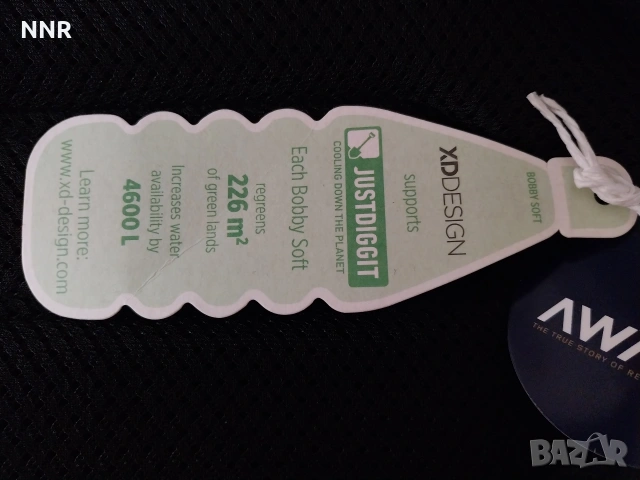 NNR
BOBBY SOFT
XDDESIGN
supports
JUSTDIGGIT
COOLING DOWN THE PLANET
Each Bobby Soft
regreens
226 m²
of green lands
Increases water
availability by
4600 L
Learn more:
www.xd-design.com
THE TRUE STORY OF
BAZAR